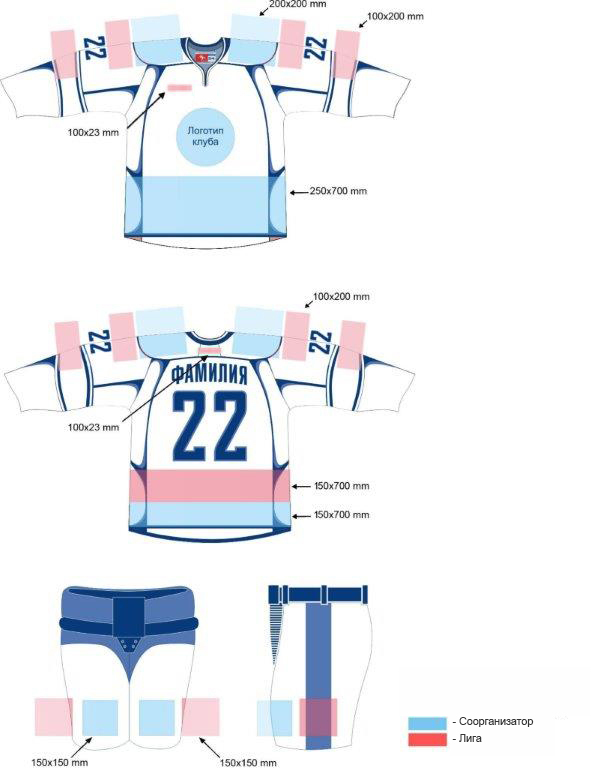 200x200 mm
100x200 mm
22
22
100x23 mm
Логотип
клуба
250x700 mm
100x200 mm
22
22
ФАМИЛИЯ
22
100x23 mm
150x700 mm
150x700 mm
150x150 mm
150x150 mm
- Соорганизатор
- Лига